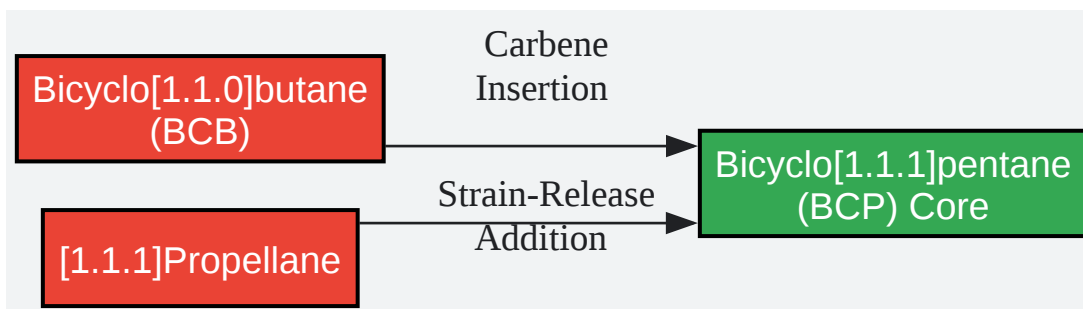 Carbene
Insertion
Bicyclo[1.1.0]butane
(BCB)
Bicyclo[1.1.1]pentane
(BCP) Core
Strain-Release
Addition
[1.1.1]Propellane